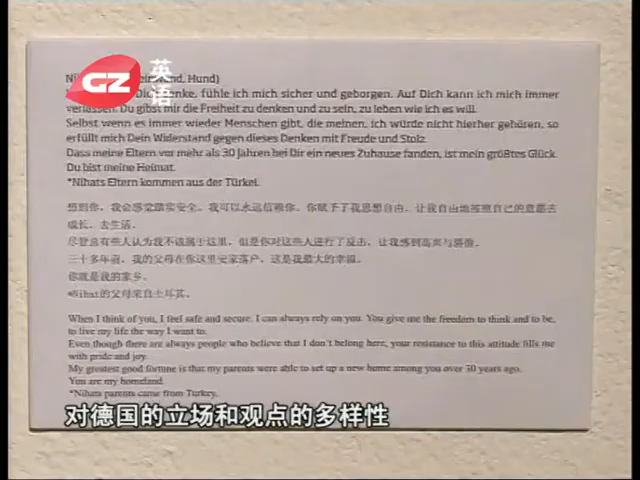 GZ
英语
Ni ein Hund, Hund)
Dich denke, fühle ich mich sicher und geborgen. Auf Dich kann ich mich immer
verlassen. Du gibst mir die Freiheit zu denken und zu sein, zu leben wie ich es will.
Selbst wenn es immer wieder Menschen gibt, die meinen, ich würde nicht hierher gehören, so
erfüllt mich Dein Widerstand gegen dieses Denken mit Freude und Stolz.
Dass meine Eltern vor mehr als 30 Jahren bei Dir ein neues Zuhause fanden, ist mein größtes Glück.
Du bist meine Heimat.
*Nihats Eltern kommen aus der Türkei.
想到你，我会感觉踏实安全。我可以永远信赖你。你赋予了我思想自由，让我自由地按照自己的意愿去
成长、去生活。
尽管总有些人认为我不该属于这里，但是你对这些人进行了反击，让我感到高兴与骄傲。
三十多年前，我的父母在你这里安家落户，这是我最大的幸福。
你就是我的家乡。
*Nihat的父母来自土耳其。
When I think of you, I feel safe and secure. I can always rely on you. You give me the freedom to think and to be,
to live my life the way I want to.
Even though there are always people who believe that I don't belong here, your resistance to this attitude fills me
with pride and joy.
My greatest good fortune is that my parents were able to set up a new home among you over 30 years ago.
You are my homeland.
*Nihats parents came from Turkey.
对德国的立场和观点的多样性